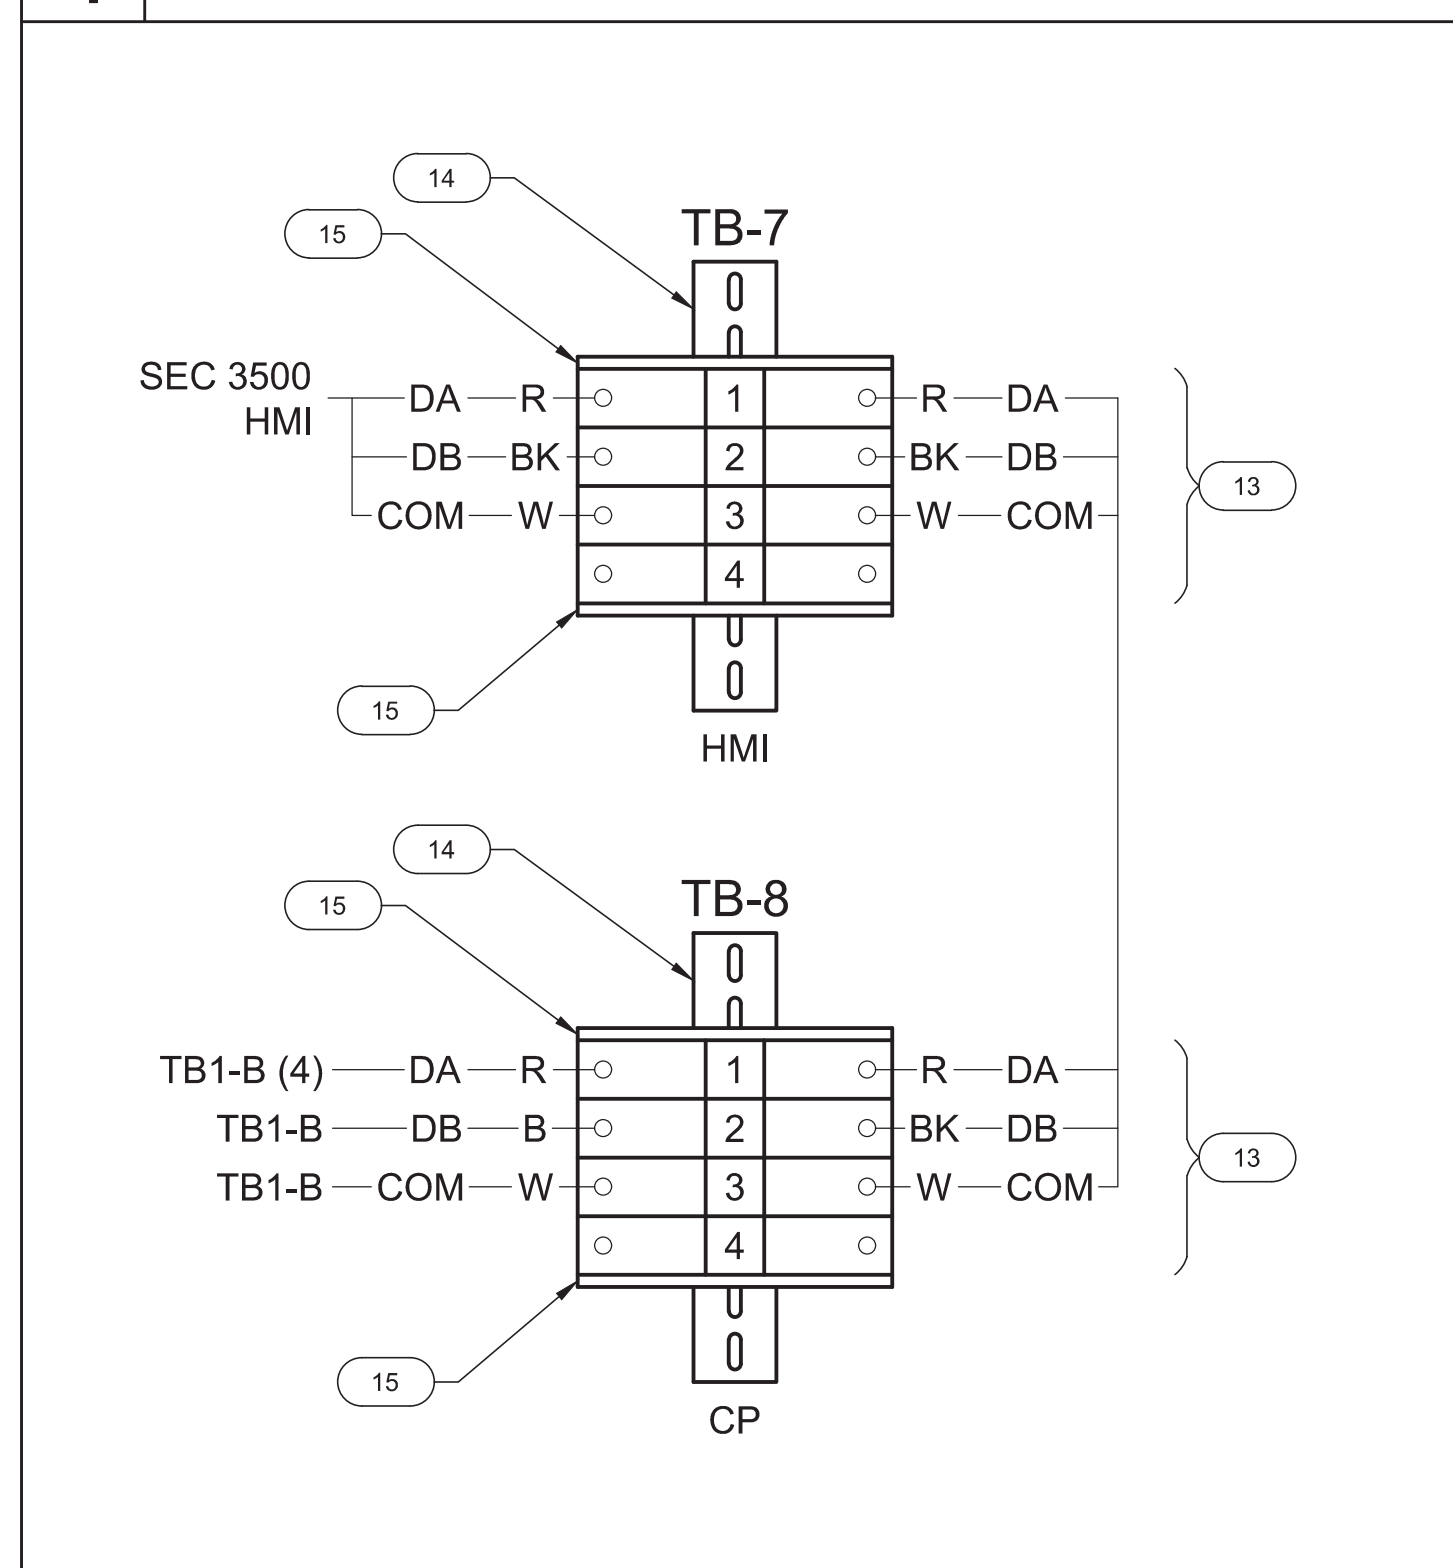 14
15
TB-7
SEC 3500
HMI
DA R 1 R DA
DB BK 2 BK DB
COM W 3 W COM
4
13
15
HMI
14
15
TB-8
TB1-B (4) DA R 1 R DA
TB1-B DB B 2 BK DB
TB1-B COM W 3 W COM
4
13
15
CP